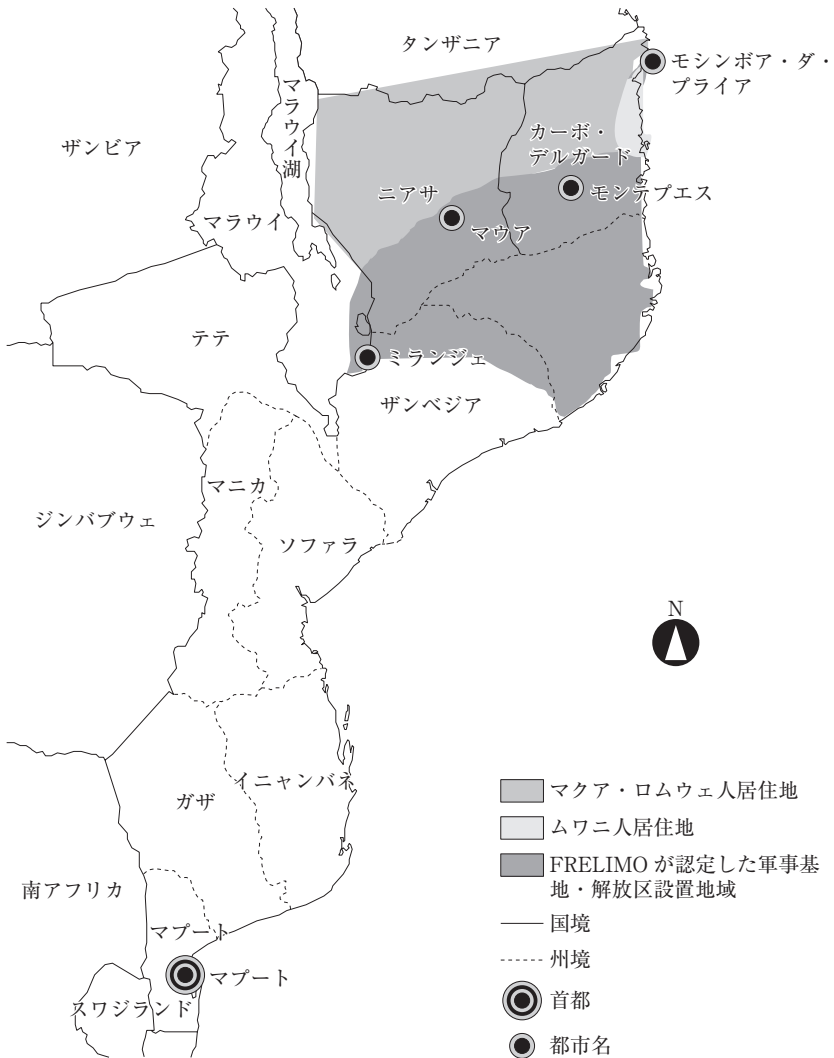 タンザニア
モシンボア・ダ・
プライア
マラウイ湖
ザンビア
カーボ・
デルガード
ニアサ
モンテプエス
マラウイ
マウア
テテ
ミランジェ
ザンベジア
マニカ
ジンバブウェ
ソファラ
N
イニャンバネ
ガザ
マクア・ロムウェ人居住地
ムワニ人居住地
FRELIMO が認定した軍事基
地・解放区設置地域
南アフリカ
国境
マプート
州境
マプート
スワジランド
首都
都市名